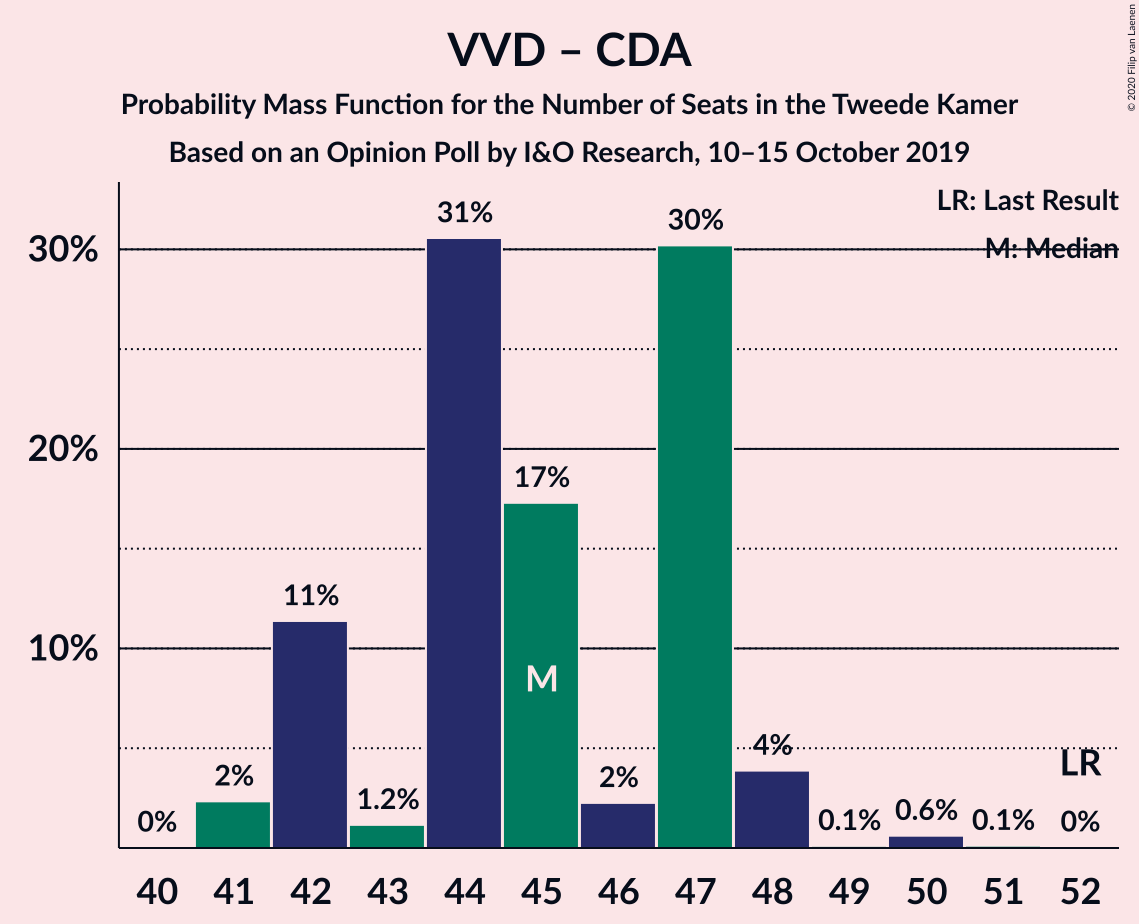 VVD – CDA
Probability Mass Function for the Number of Seats in the Tweede Kamer
Based on an Opinion Poll by I&O Research, 10–15 October 2019
© 2020 Filip van Laenen
LR: Last Result
M: Median
30%
20%
10%
0%
2%
11%
1.2%
31%
17%
2%
30%
4%
0.1%
0.6%
0.1%
0%
M
LR
40 41 42 43 44 45 46 47 48 49 50 51 52